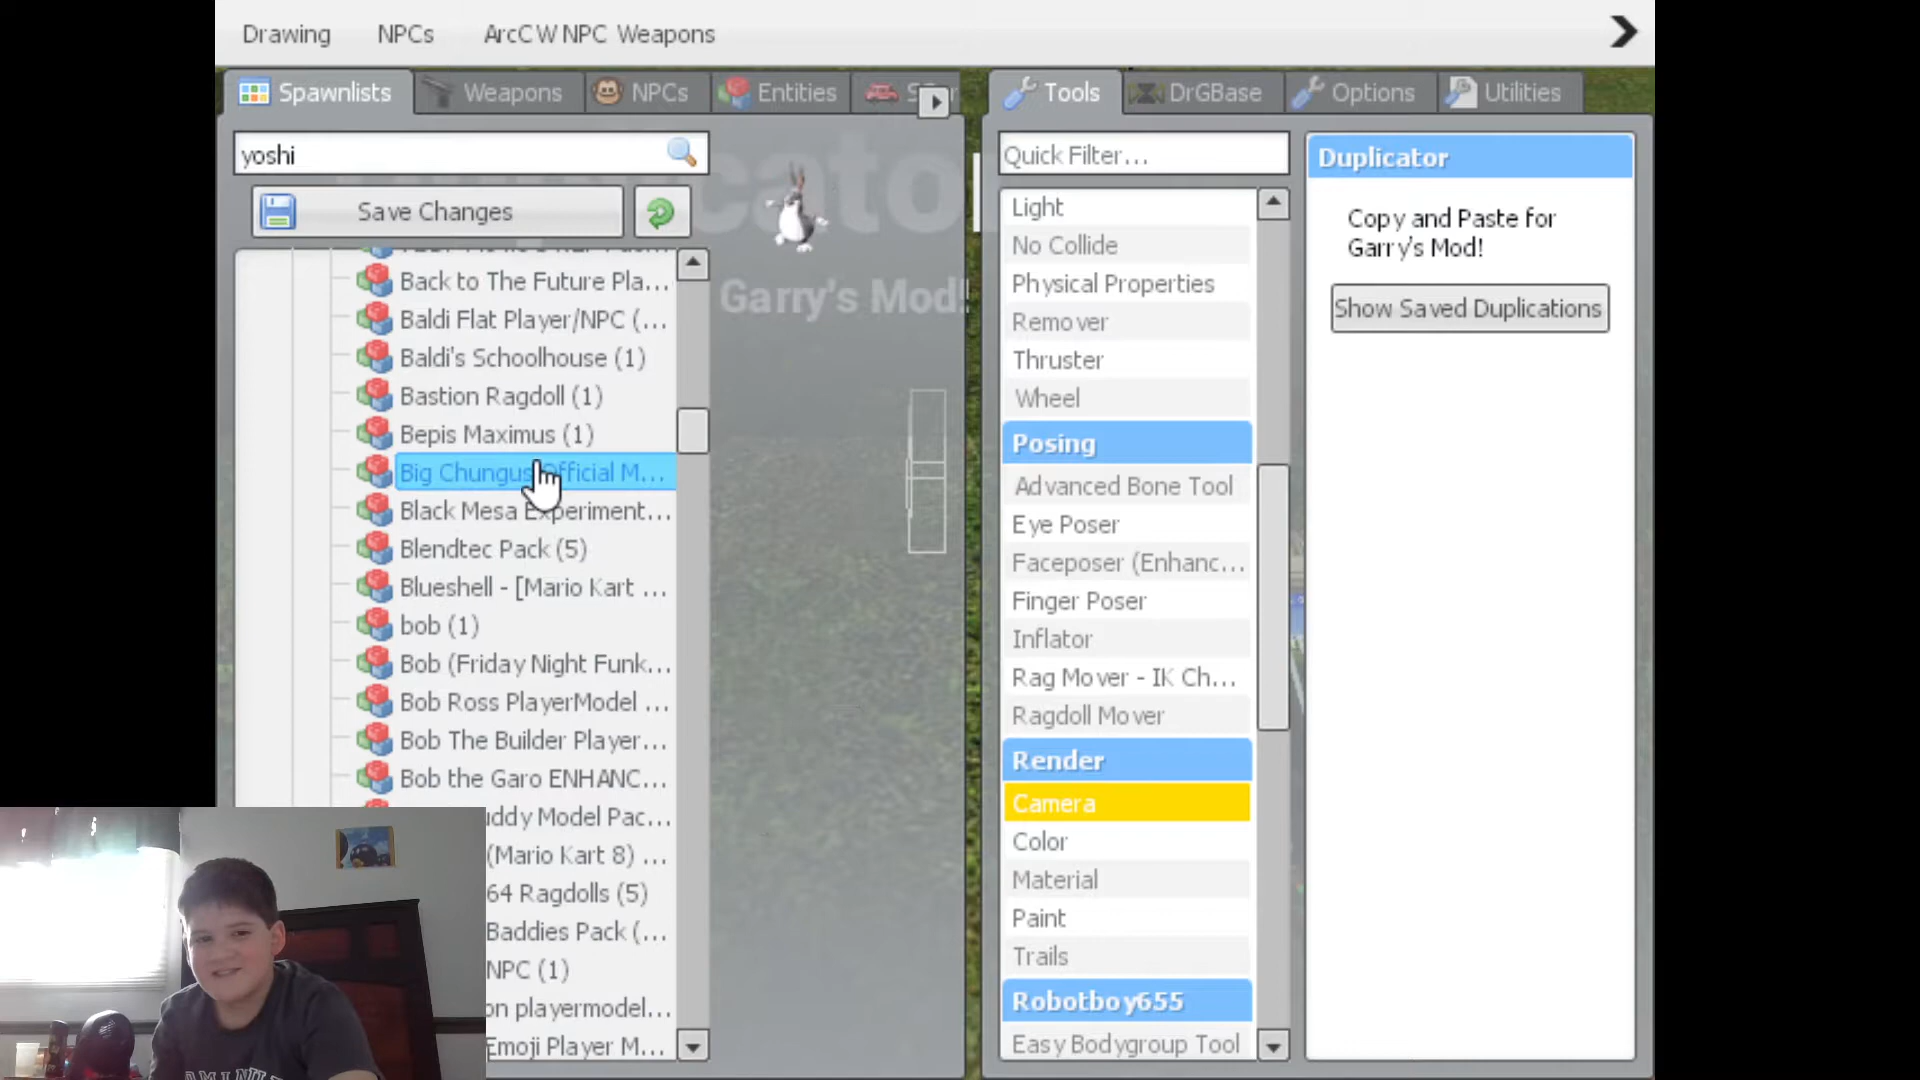 Drawing NPCs ArcCW NPC Weapons
Spawnlists Weapons NPCs Entities
Tools DrGBase Options Utilities
yoshi
Save Changes
Garry's Mod!
Back to The Future Pla...
Baldi Flat Player/NPC (...
Baldi's Schoolhouse (1)
Bastion Ragdoll (1)
Bepis Maximus (1)
Big Chungus Official M...
Black Mesa Experiment...
Blendtec Pack (5)
Blueshell - [Mario Kart ...
bob (1)
Bob (Friday Night Funk...
Bob Ross PlayerModel ...
Bob The Builder Player...
Bob the Garo ENHANC...
uddy Model Pac...
(Mario Kart 8) ...
64 Ragdolls (5)
Baddies Pack (...
NPC (1)
on playermodel...
Emoji Player M...
Quick Filter...
Light
No Collide
Physical Properties
Remover
Thruster
Wheel
Posing
Advanced Bone Tool
Eye Poser
Faceposer (Enhanc...
Finger Poser
Inflator
Rag Mover - IK Ch...
Ragdoll Mover
Render
Camera
Color
Material
Paint
Trails
Robotboy655
Easy Bodygroup Tool
Duplicator
Copy and Paste for
Garry's Mod!
Show Saved Duplications